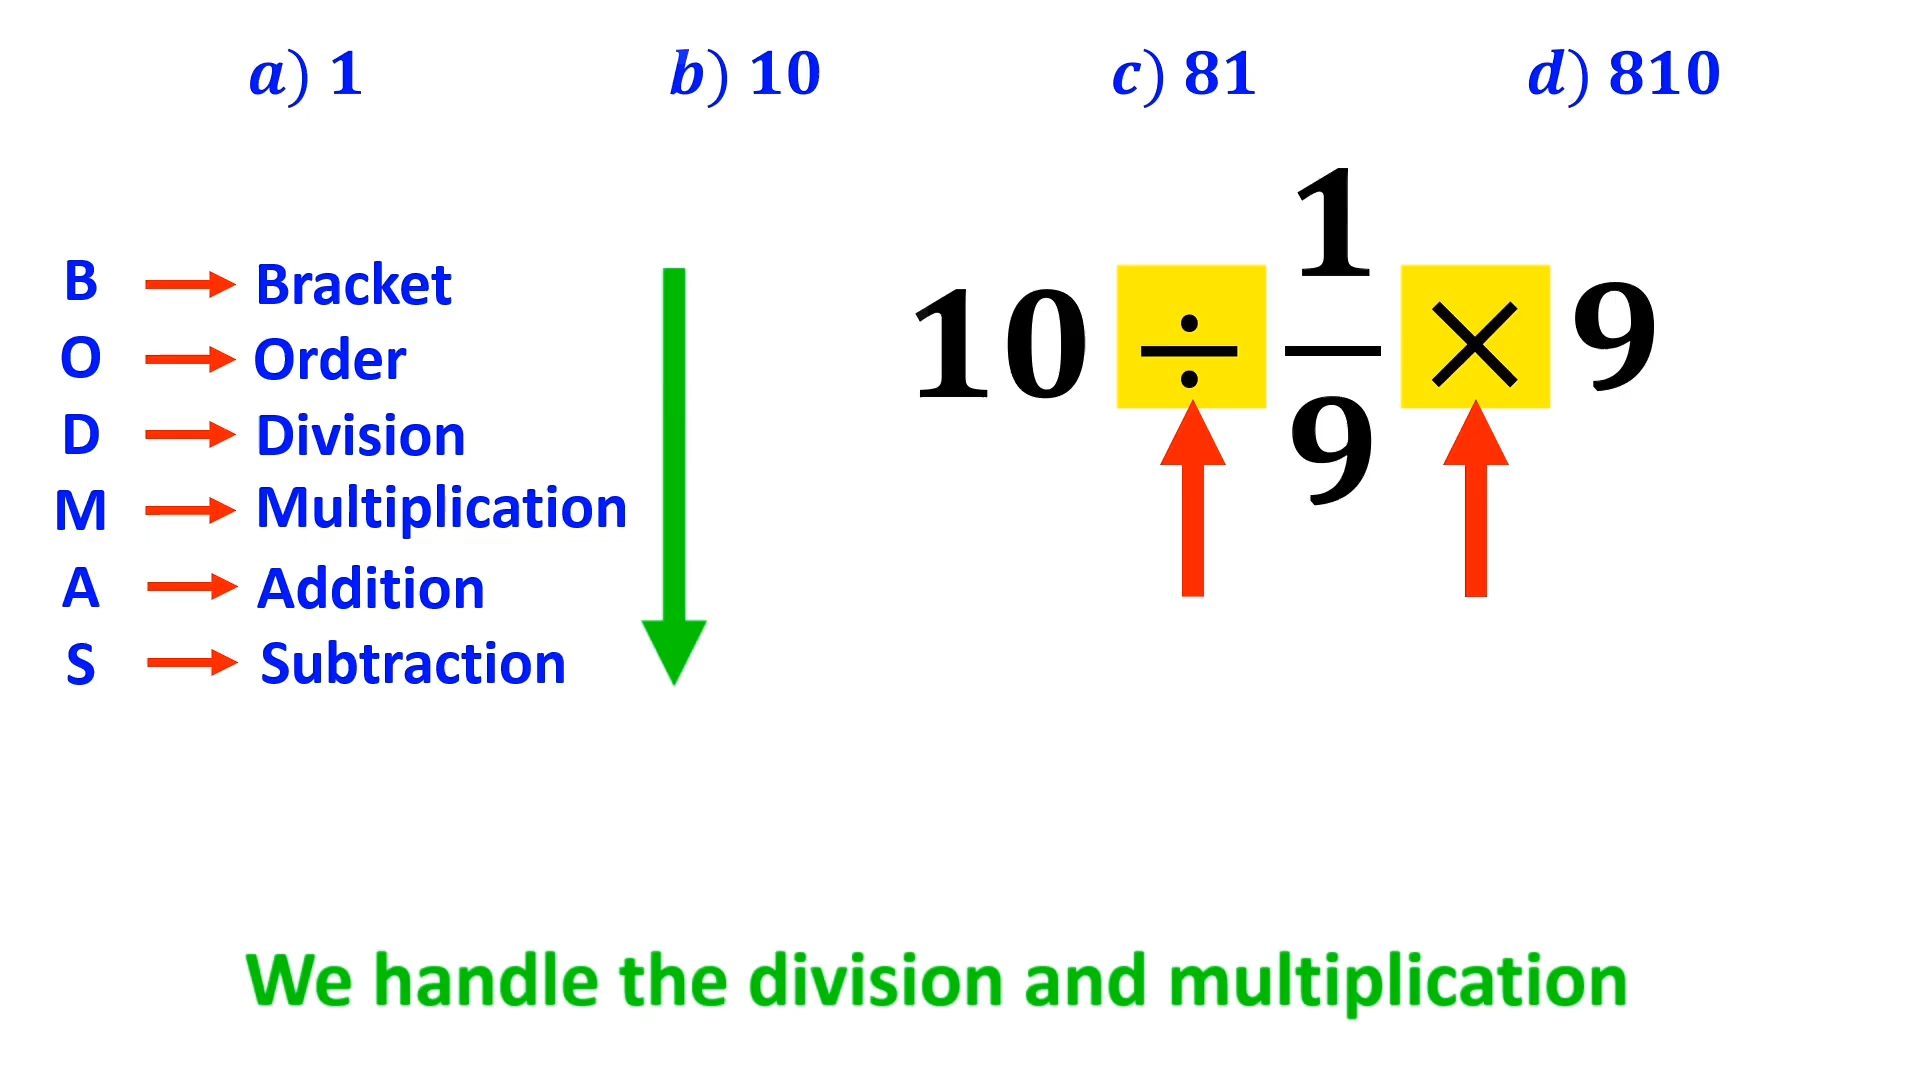 a) 1 b) 10 c) 81 d) 810
B → Bracket
O → Order
D → Division
M → Multiplication
A → Addition
S → Subtraction
10 ÷ 1/9 × 9
We handle the division and multiplication